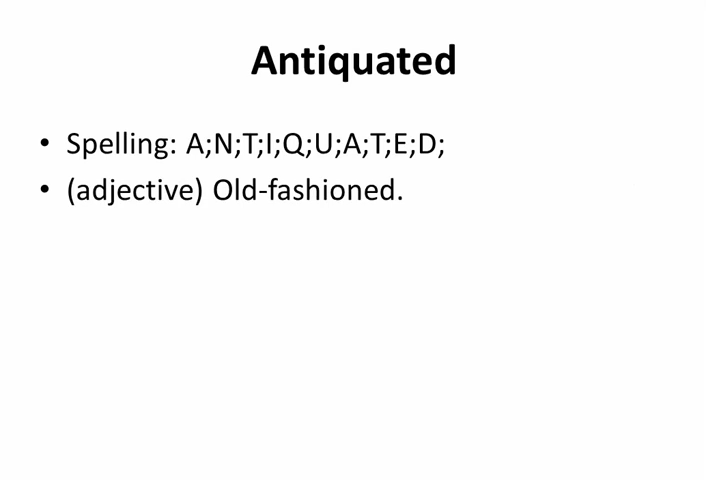 Antiquated
• Spelling: A;N;T;I;Q;U;A;T;E;D;
• (adjective) Old-fashioned.